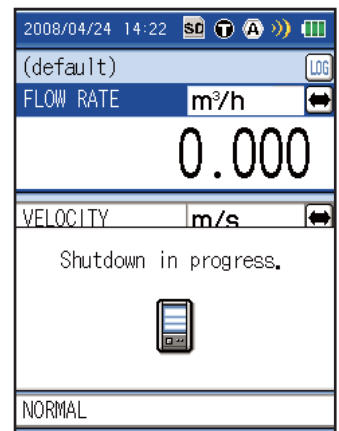 2008/04/24 14:22 SD T A
(default) LOG
FLOW RATE m³/h
0.000
VELOCITY m/s
Shutdown in progress.
NORMAL